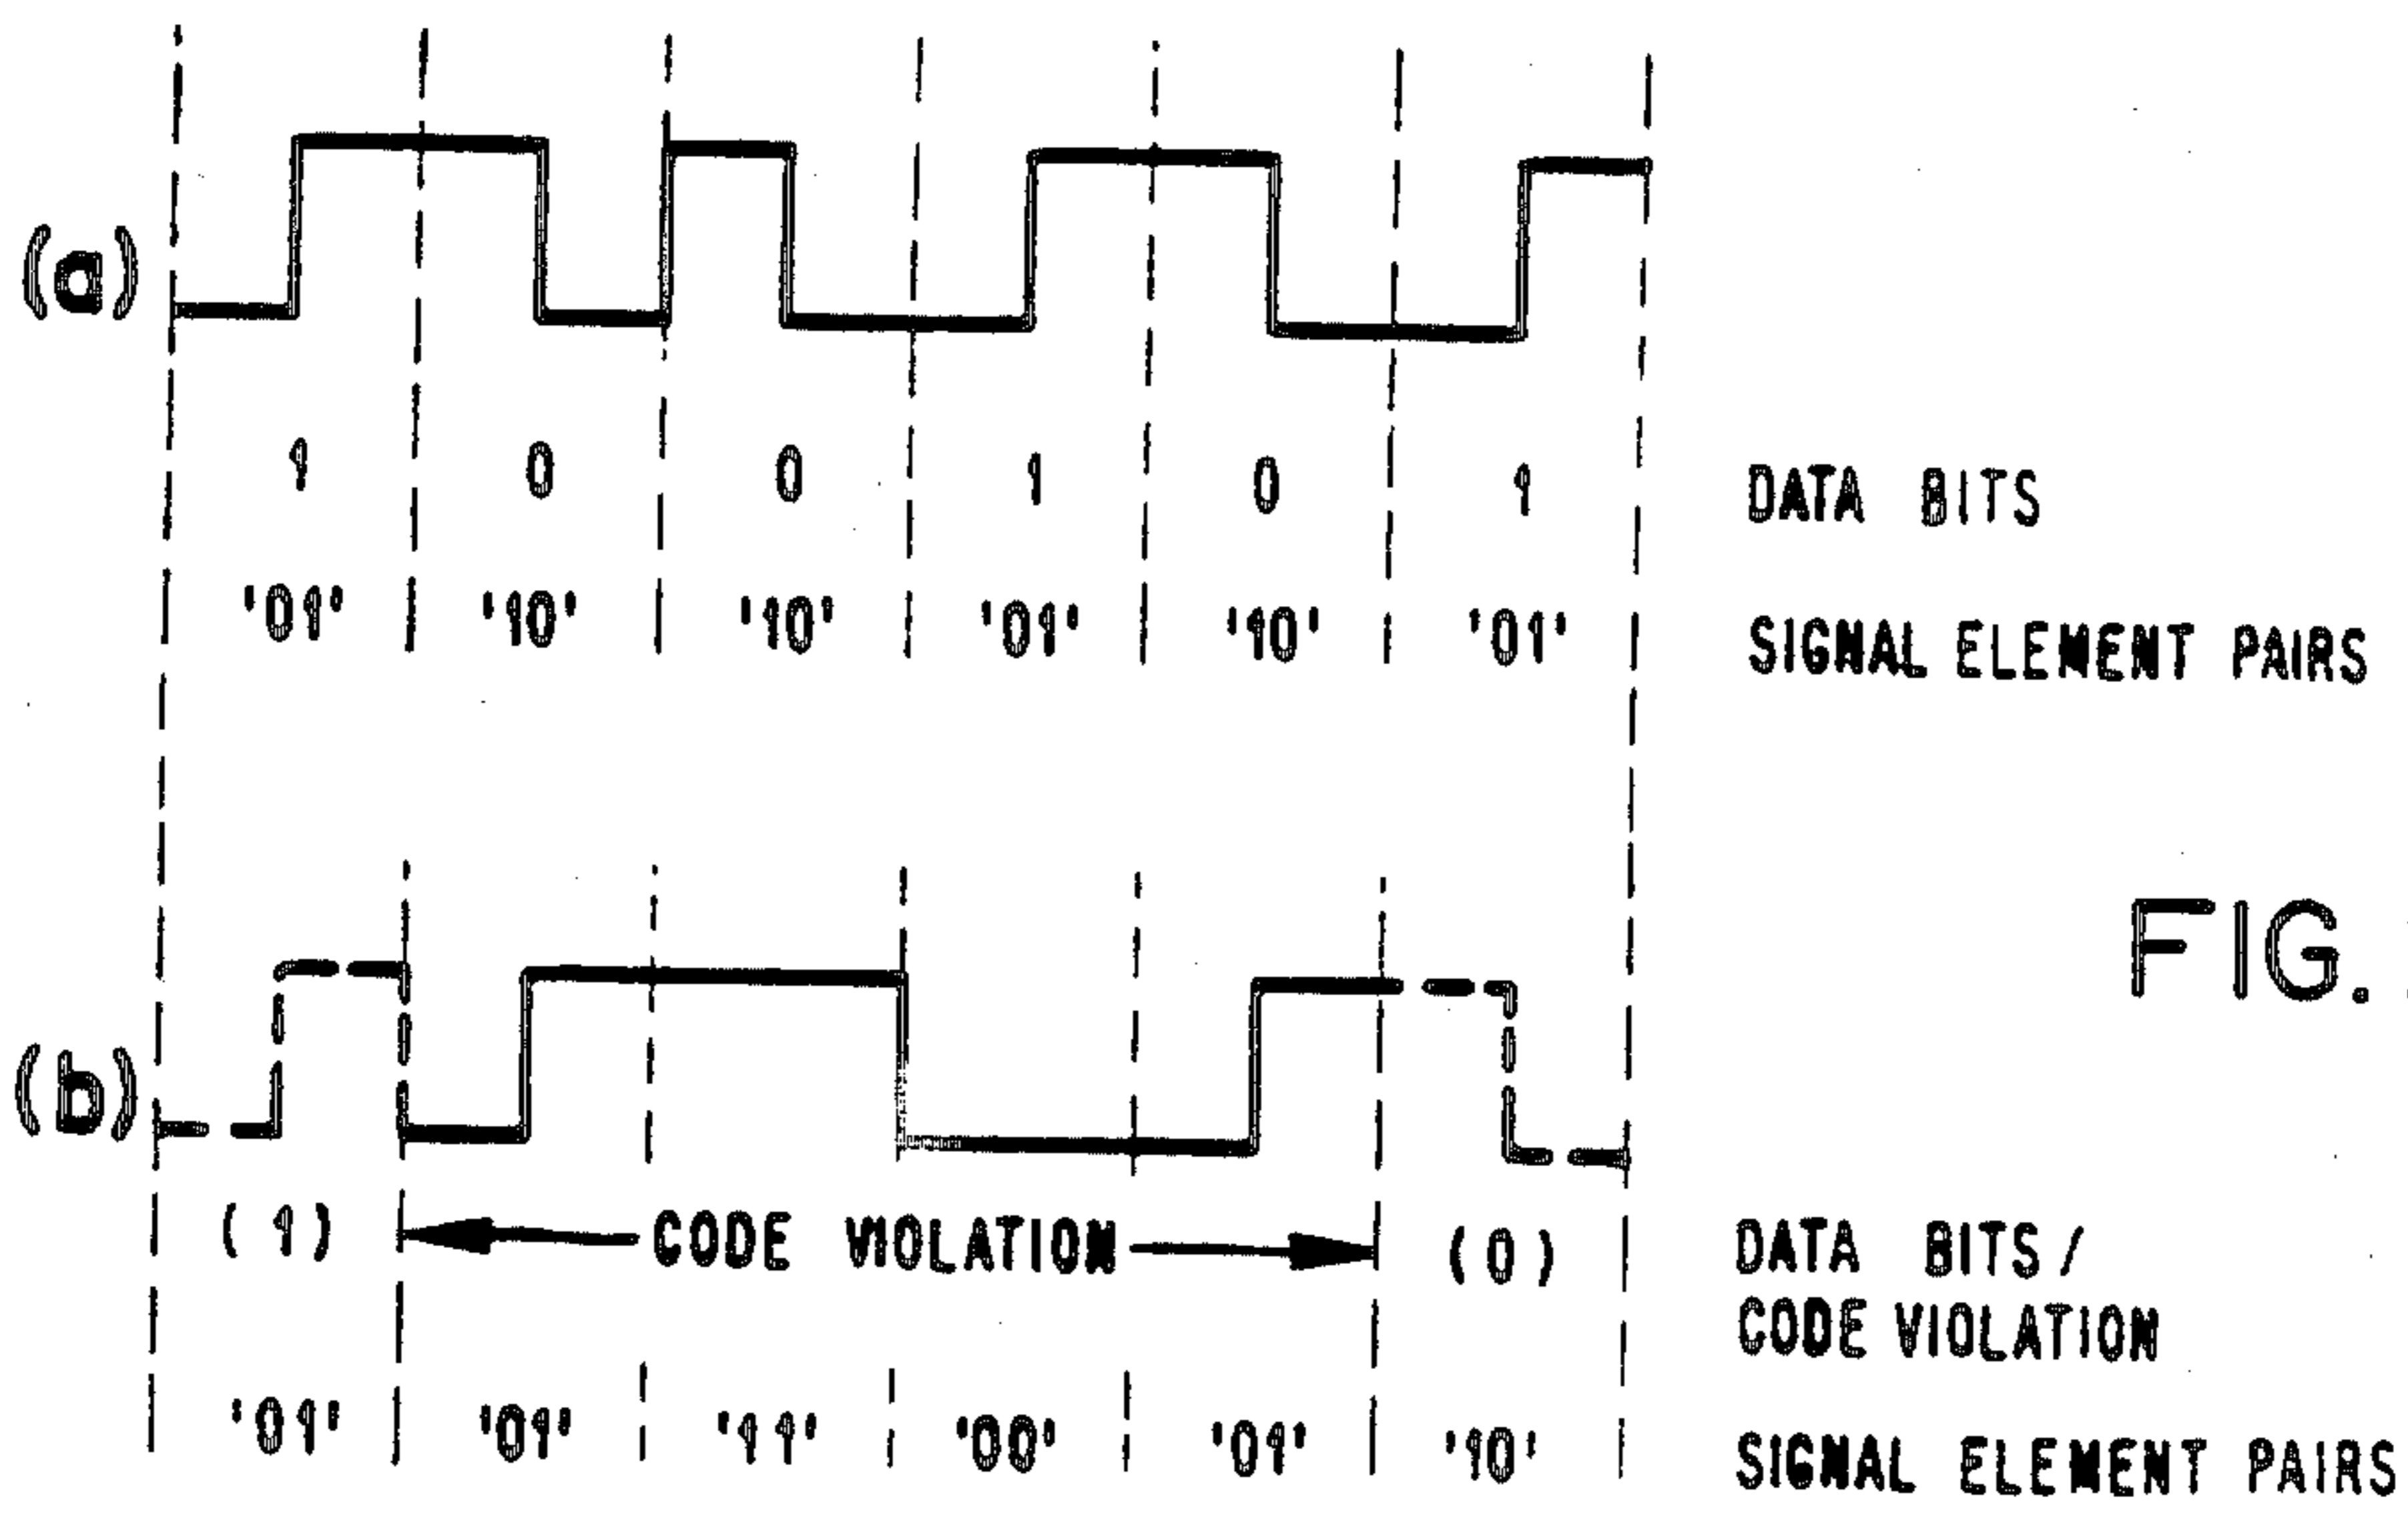 (a)
1 0 0 1 0 1 DATA BITS
'01' '10' '10' '01' '10' '01' SIGNAL ELEMENT PAIRS
FIG.
(b)
(1) CODE VIOLATION (0) DATA BITS /
CODE VIOLATION
'01' '01' '11' '00' '01' '10' SIGNAL ELEMENT PAIRS